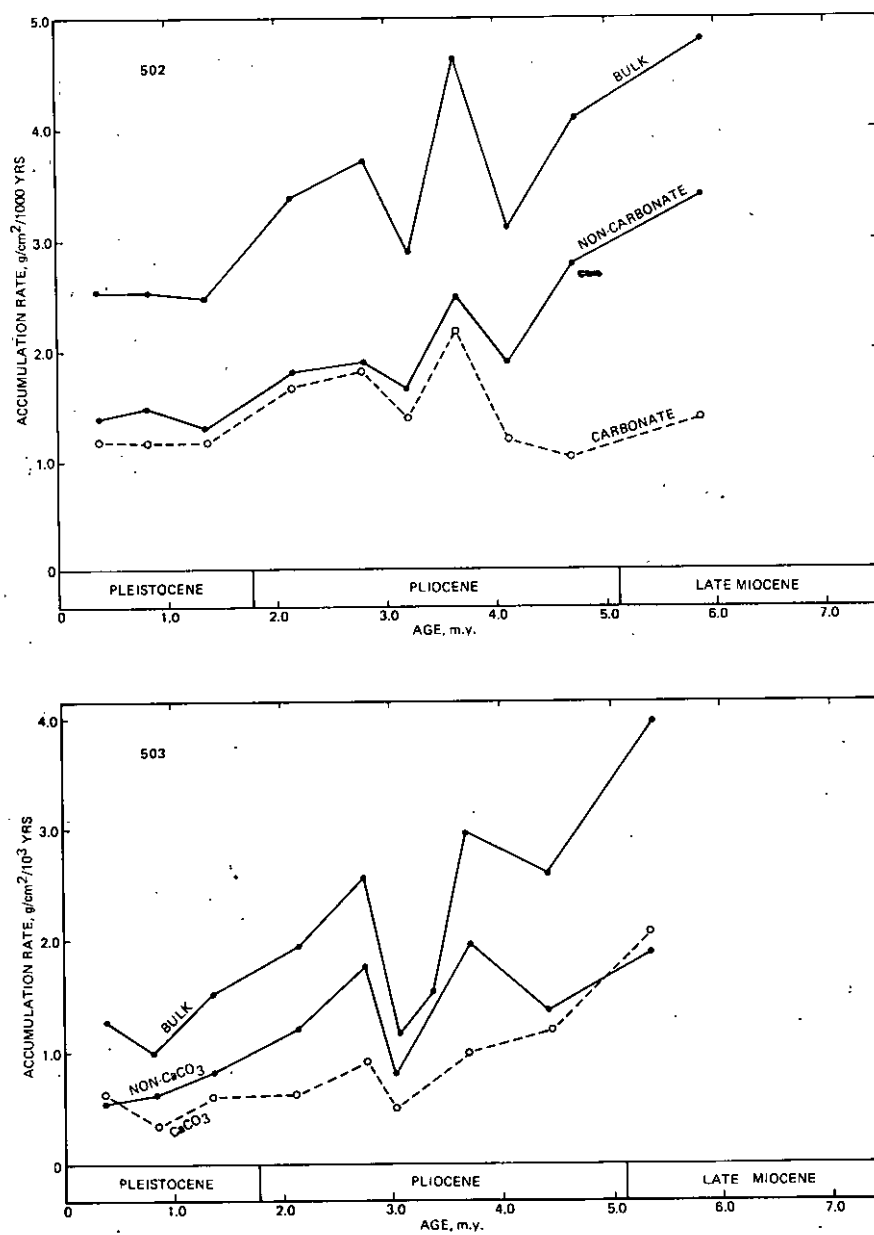 5.0
502
BULK
4.0
NON-CARBONATE
3.0
ACCUMULATION RATE, g/cm²/1000 YRS
2.0
CARBONATE
1.0
0
PLEISTOCENE PLIOCENE LATE MIOCENE
0 1.0 2.0 3.0 4.0 5.0 6.0 7.0
AGE, m.y.
4.0
503
3.0
ACCUMULATION RATE, g/cm²/10³ YRS
2.0
BULK
1.0
NON-CaCO₃
CaCO₃
0
PLEISTOCENE PLIOCENE LATE MIOCENE
0 1.0 2.0 3.0 4.0 5.0 6.0 7.0
AGE, m.y.